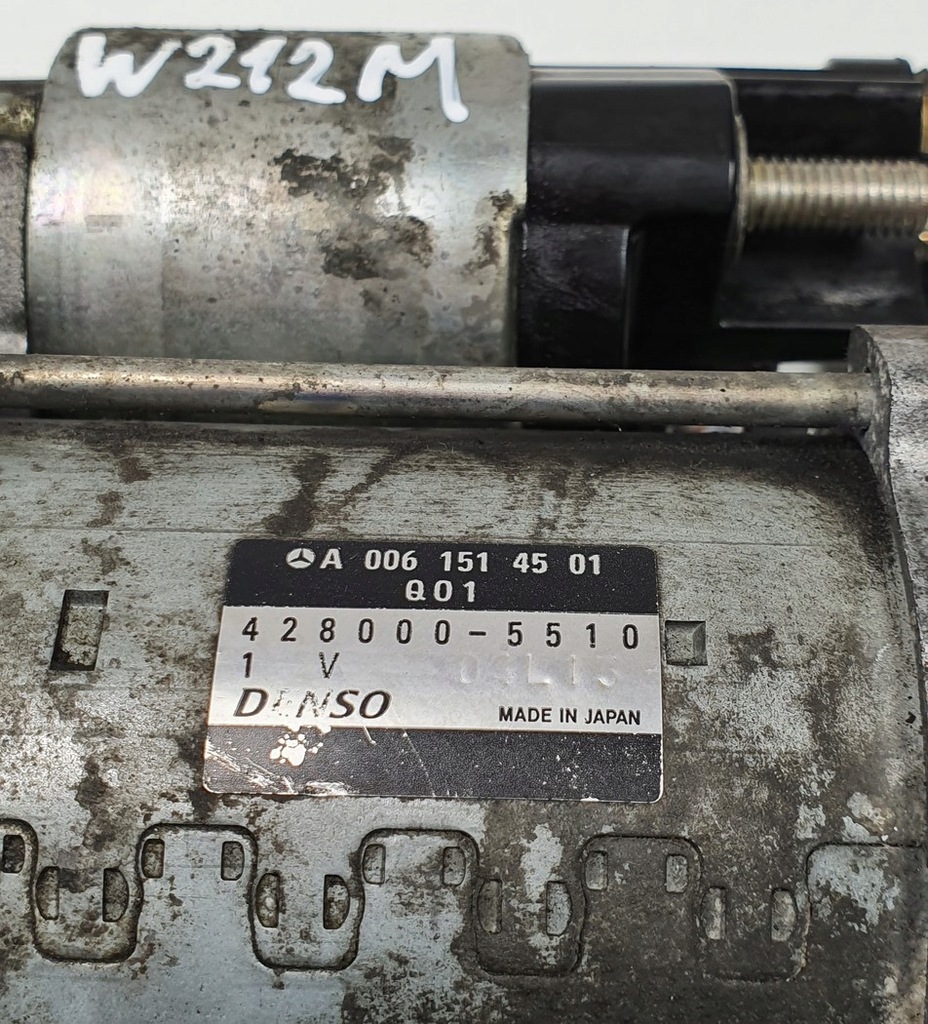 W212M
A 006 151 45 01
Q01
428000-5510
1 V
DENSO
MADE IN JAPAN